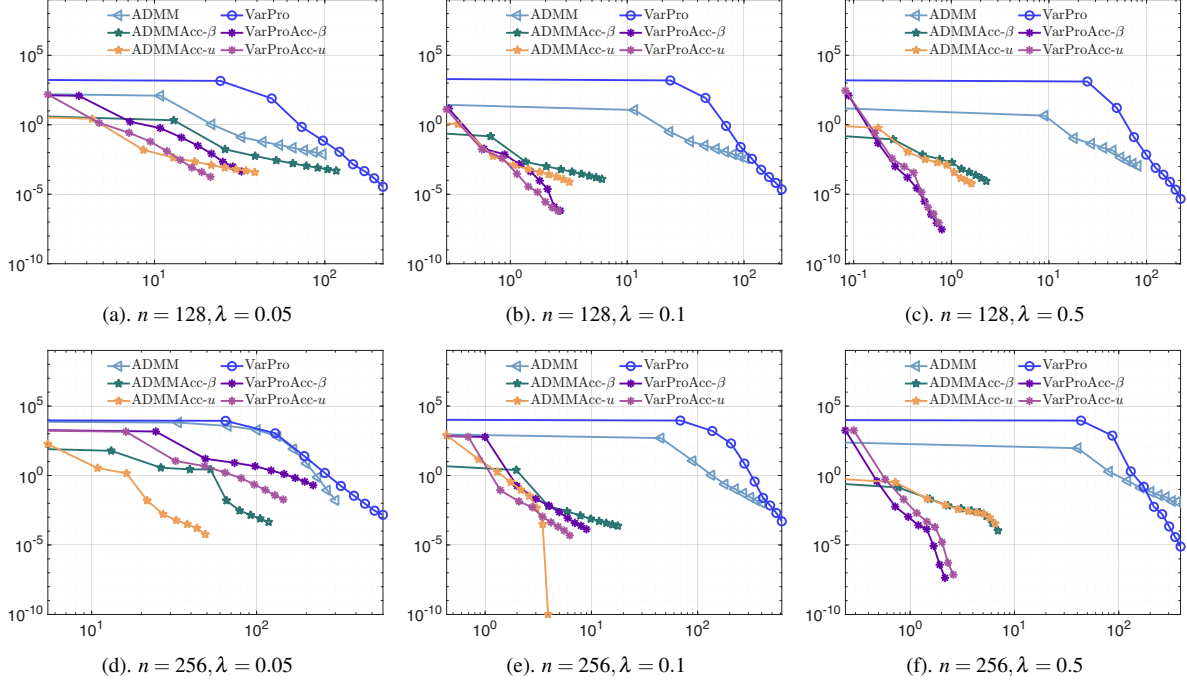 ADMM VarPro
ADMMAcc-β VarProAcc-β
ADMMAcc-u VarProAcc-u
10^5
10^0
10^-5
10^-10
10^1 10^2
(a). n = 128, λ = 0.05
ADMM VarPro
ADMMAcc-β VarProAcc-β
ADMMAcc-u VarProAcc-u
10^5
10^0
10^-5
10^-10
10^0 10^1 10^2
(b). n = 128, λ = 0.1
ADMM VarPro
ADMMAcc-β VarProAcc-β
ADMMAcc-u VarProAcc-u
10^5
10^0
10^-5
10^-10
10^-1 10^0 10^1 10^2
(c). n = 128, λ = 0.5
ADMM VarPro
ADMMAcc-β VarProAcc-β
ADMMAcc-u VarProAcc-u
10^5
10^0
10^-5
10^-10
10^1 10^2
(d). n = 256, λ = 0.05
ADMM VarPro
ADMMAcc-β VarProAcc-β
ADMMAcc-u VarProAcc-u
10^5
10^0
10^-5
10^-10
10^0 10^1 10^2
(e). n = 256, λ = 0.1
ADMM VarPro
ADMMAcc-β VarProAcc-β
ADMMAcc-u VarProAcc-u
10^5
10^0
10^-5
10^-10
10^0 10^1 10^2
(f). n = 256, λ = 0.5